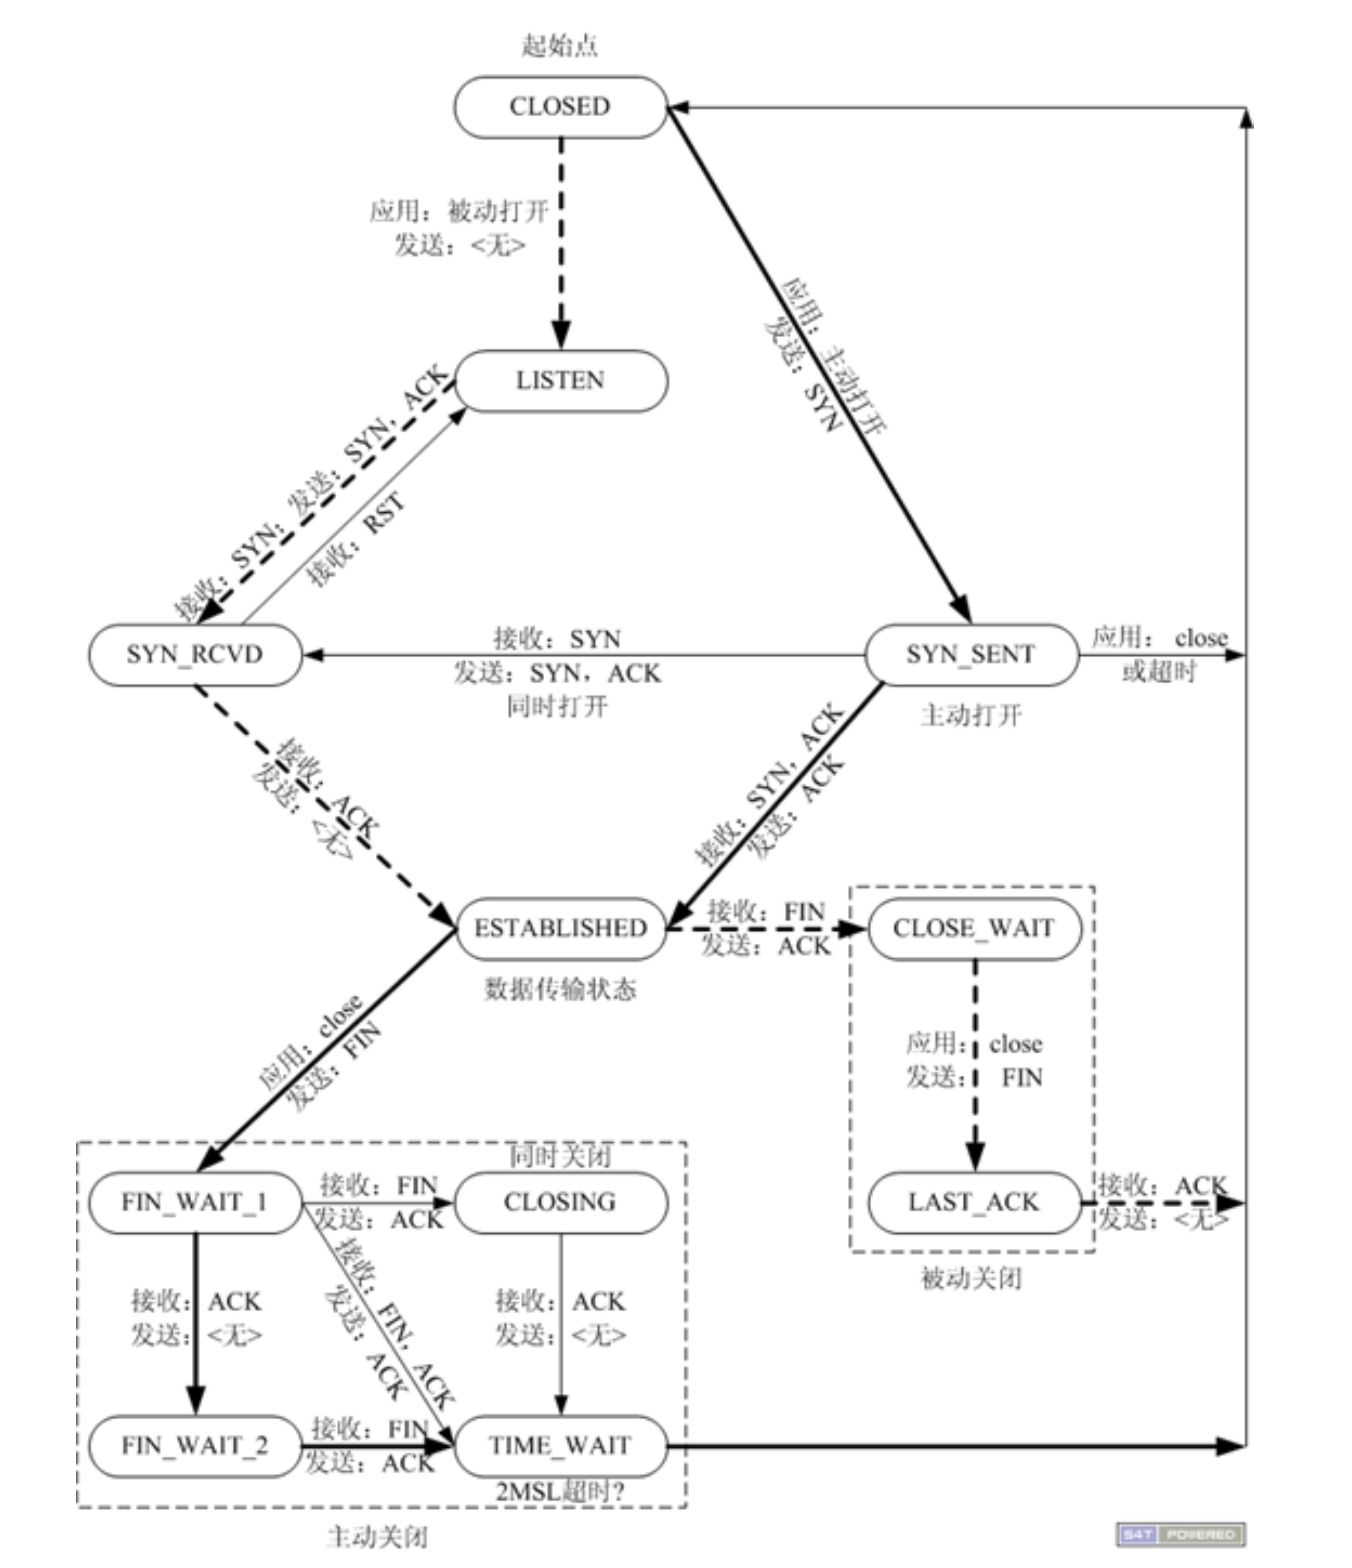 起始点
CLOSED
应用：被动打开
发送：<无>
应用：主动打开
发送：SYN
LISTEN
接收：SYN；发送：SYN，ACK
接收：RST
SYN_RCVD
接收：SYN
发送：SYN，ACK
同时打开
SYN_SENT
主动打开
应用： close
或超时
接收：ACK
发送：<无>
接收：SYN，ACK
发送：ACK
ESTABLISHED
数据传输状态
接收：FIN
发送：ACK
CLOSE_WAIT
应用：close
发送：FIN
应用：close
发送： FIN
同时关闭
FIN_WAIT_1
接收：FIN
发送：ACK
CLOSING
LAST_ACK
接收：ACK
发送：<无>
被动关闭
接收：ACK
发送：<无>
接收：FIN，ACK
发送：ACK
接收：ACK
发送：<无>
FIN_WAIT_2
接收：FIN
发送：ACK
TIME_WAIT
2MSL超时?
主动关闭
S4T POWERED